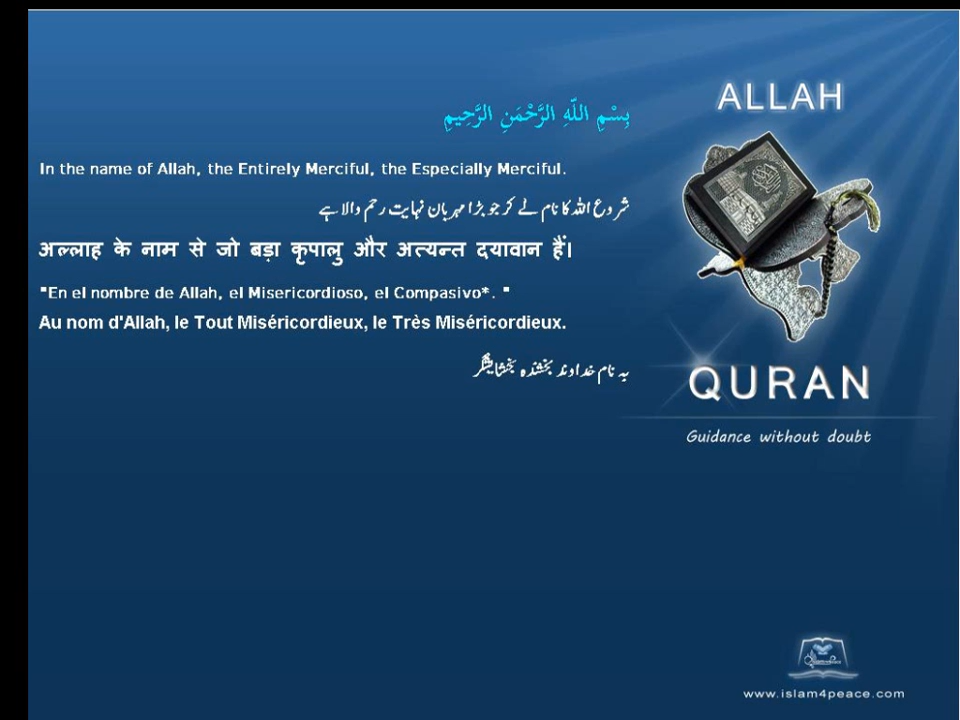 بِسْمِ اللّهِ الرَّحْمَنِ الرَّحِيمِ
In the name of Allah, the Entirely Merciful, the Especially Merciful.
شروع اللہ کا نام لے کر جو بڑا مہربان نہایت رحم والا ہے
अल्लाह के नाम से जो बड़ा कृपालु और अत्यन्त दयावान हैं।
"En el nombre de Allah, el Misericordioso, el Compasivo*. "
Au nom d'Allah, le Tout Miséricordieux, le Très Miséricordieux.
به نام خداوند بخشنده بخشایشگر
ALLAH
QURAN
Guidance without doubt
www.islam4peace.com